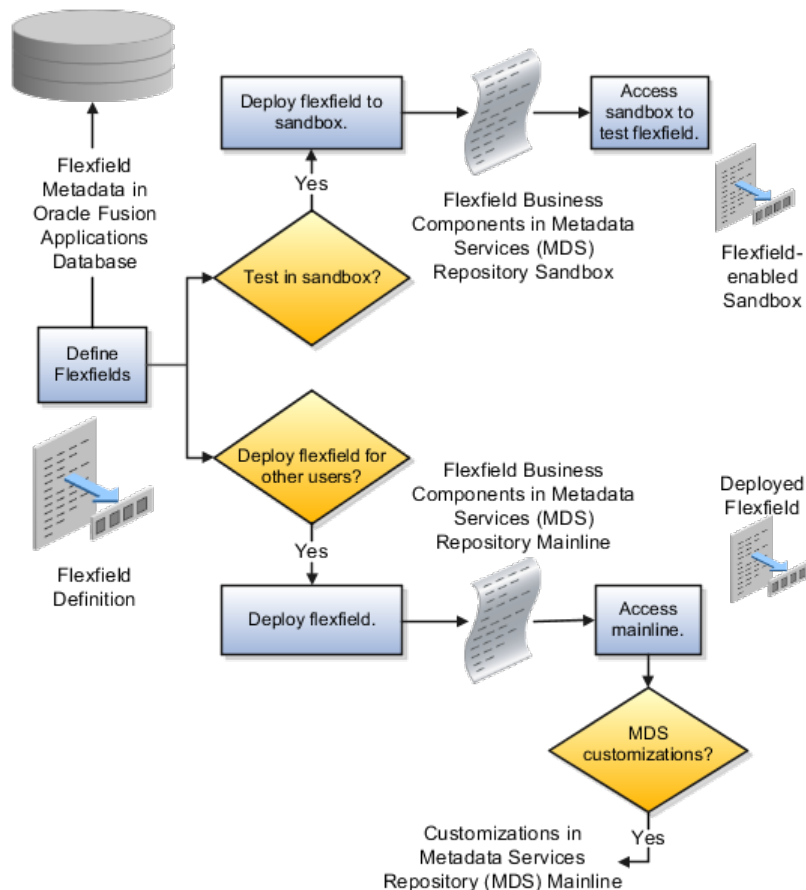 Flexfield
Metadata in
Oracle Fusion
Applications
Database
Define
Flexfields
Flexfield
Definition
Deploy flexfield to
sandbox.
Yes
Test in sandbox?
Flexfield Business
Components in Metadata
Services (MDS)
Repository Sandbox
Access
sandbox to
test flexfield.
Flexfield-
enabled
Sandbox
Deploy flexfield for
other users?
Yes
Deploy flexfield.
Flexfield Business
Components in Metadata
Services (MDS)
Repository Mainline
Access
mainline.
Deployed
Flexfield
MDS
customizations?
Yes
Customizations in
Metadata Services
Repository (MDS) Mainline